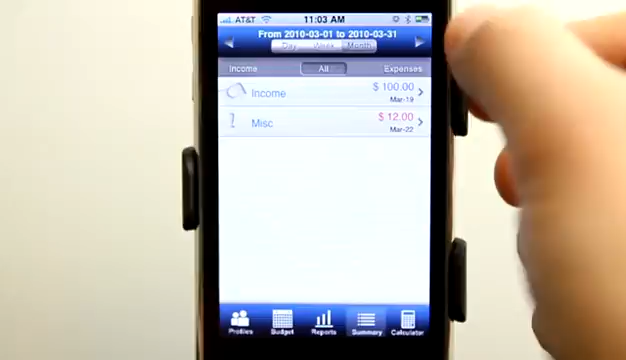 AT&T 11:03 AM
From 2010-03-01 to 2010-03-31
Day Week Month
Income All Expenses
Income $ 100.00
Mar-19
Misc $ 12.00
Mar-22
Profiles Budget Reports Summary Calculator